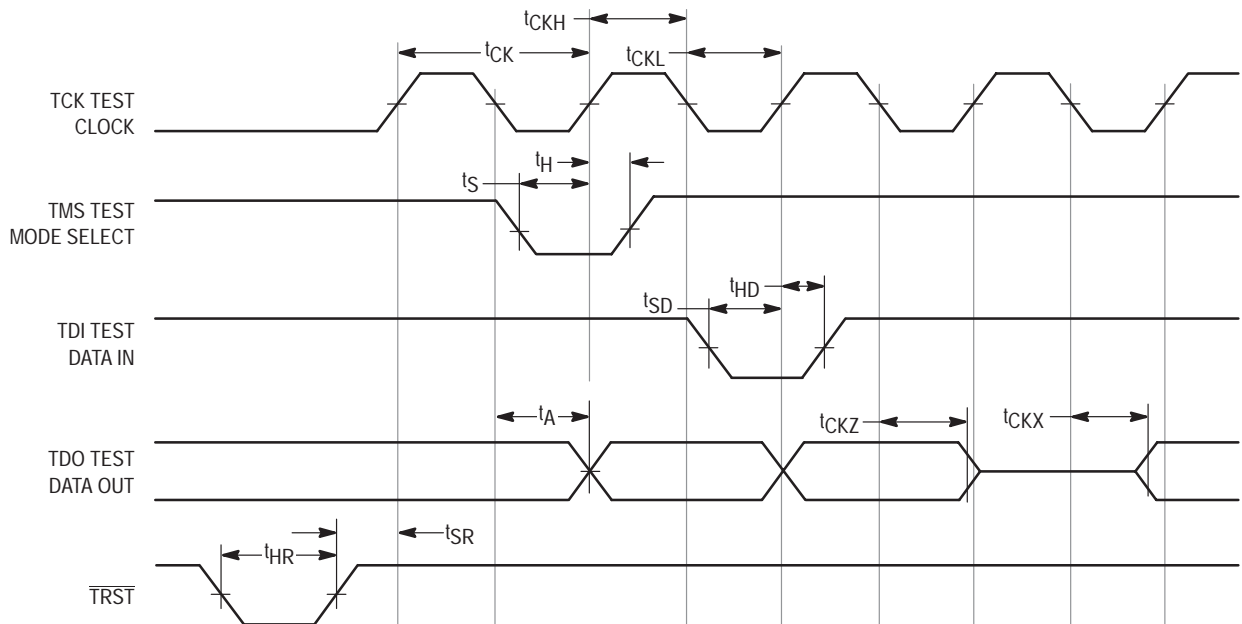 tCKH
tCK
tCKL
TCK TEST
CLOCK
tH
tS
TMS TEST
MODE SELECT
tHD
tSD
TDI TEST
DATA IN
tA
tCKZ
tCKX
TDO TEST
DATA OUT
tSR
tHR
TRST